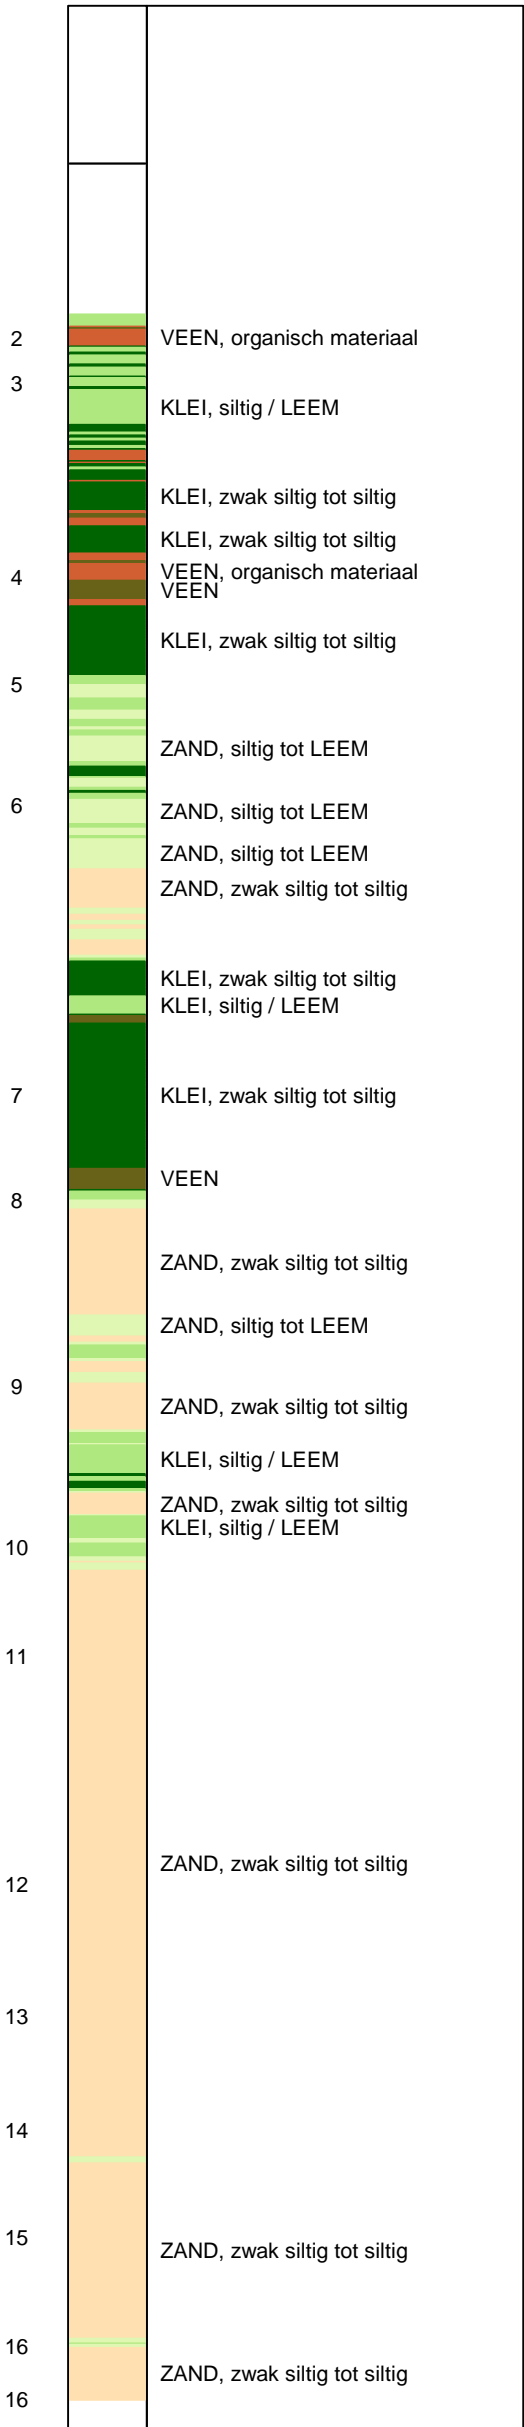 2 VEEN, organisch materiaal
3
KLEI, siltig / LEEM
KLEI, zwak siltig tot siltig
KLEI, zwak siltig tot siltig
VEEN, organisch materiaal
4
VEEN
KLEI, zwak siltig tot siltig
5
ZAND, siltig tot LEEM
6
ZAND, siltig tot LEEM
ZAND, siltig tot LEEM
ZAND, zwak siltig tot siltig
KLEI, zwak siltig tot siltig
KLEI, siltig / LEEM
7 KLEI, zwak siltig tot siltig
VEEN
8
ZAND, zwak siltig tot siltig
ZAND, siltig tot LEEM
9
ZAND, zwak siltig tot siltig
KLEI, siltig / LEEM
ZAND, zwak siltig tot siltig
KLEI, siltig / LEEM
10
11
ZAND, zwak siltig tot siltig
12
13
14
15
ZAND, zwak siltig tot siltig
16
ZAND, zwak siltig tot siltig
16